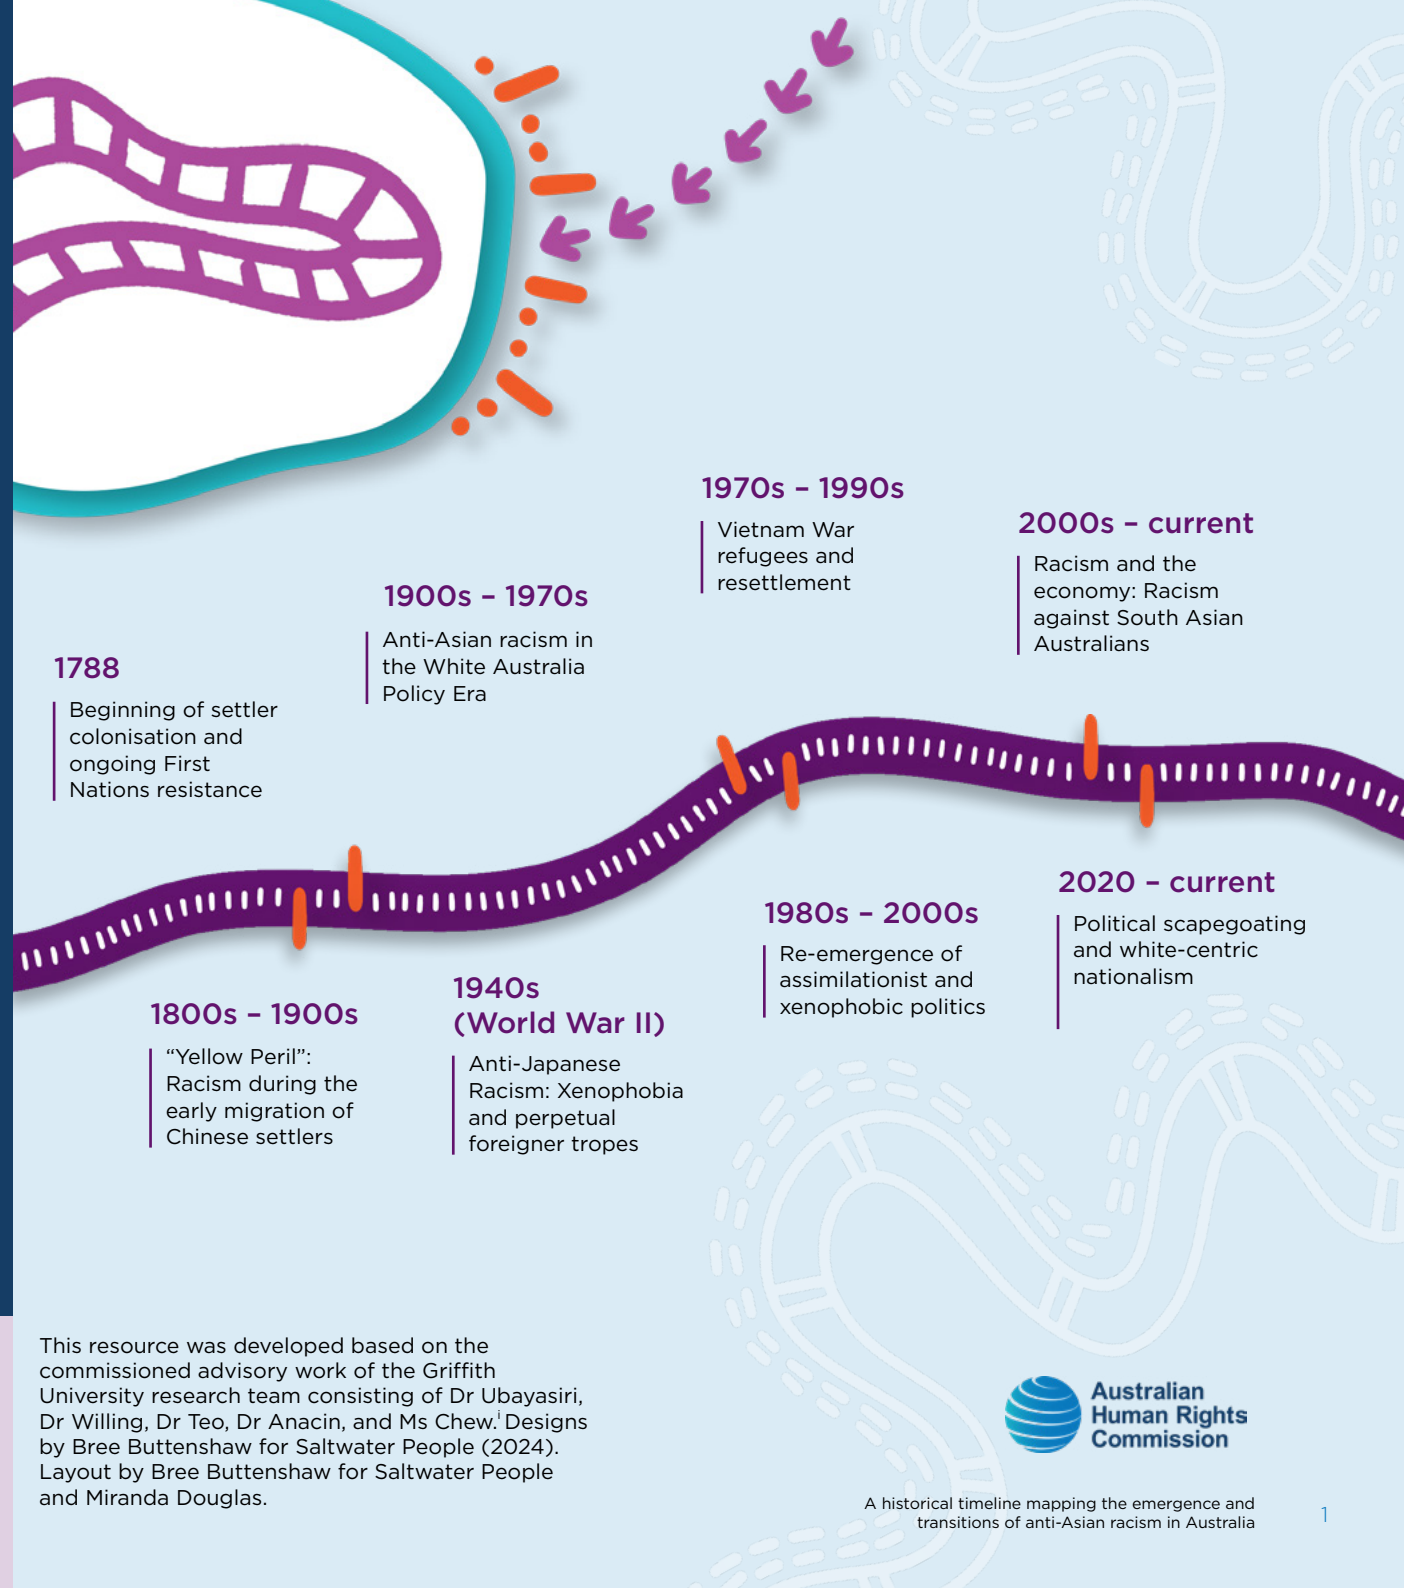 1788
Beginning of settler
colonisation and
ongoing First
Nations resistance
1800s – 1900s
“Yellow Peril”:
Racism during the
early migration of
Chinese settlers
1900s – 1970s
Anti-Asian racism in
the White Australia
Policy Era
1940s
(World War II)
Anti-Japanese
Racism: Xenophobia
and perpetual
foreigner tropes
1970s – 1990s
Vietnam War
refugees and
resettlement
1980s – 2000s
Re-emergence of
assimilationist and
xenophobic politics
2000s – current
Racism and the
economy: Racism
against South Asian
Australians
2020 – current
Political scapegoating
and white-centric
nationalism
This resource was developed based on the
commissioned advisory work of the Griffith
University research team consisting of Dr Ubayasiri,
Dr Willing, Dr Teo, Dr Anacin, and Ms Chew.ⁱ Designs
by Bree Buttenshaw for Saltwater People (2024).
Layout by Bree Buttenshaw for Saltwater People
and Miranda Douglas.
Australian
Human Rights
Commission
A historical timeline mapping the emergence and
transitions of anti-Asian racism in Australia
1